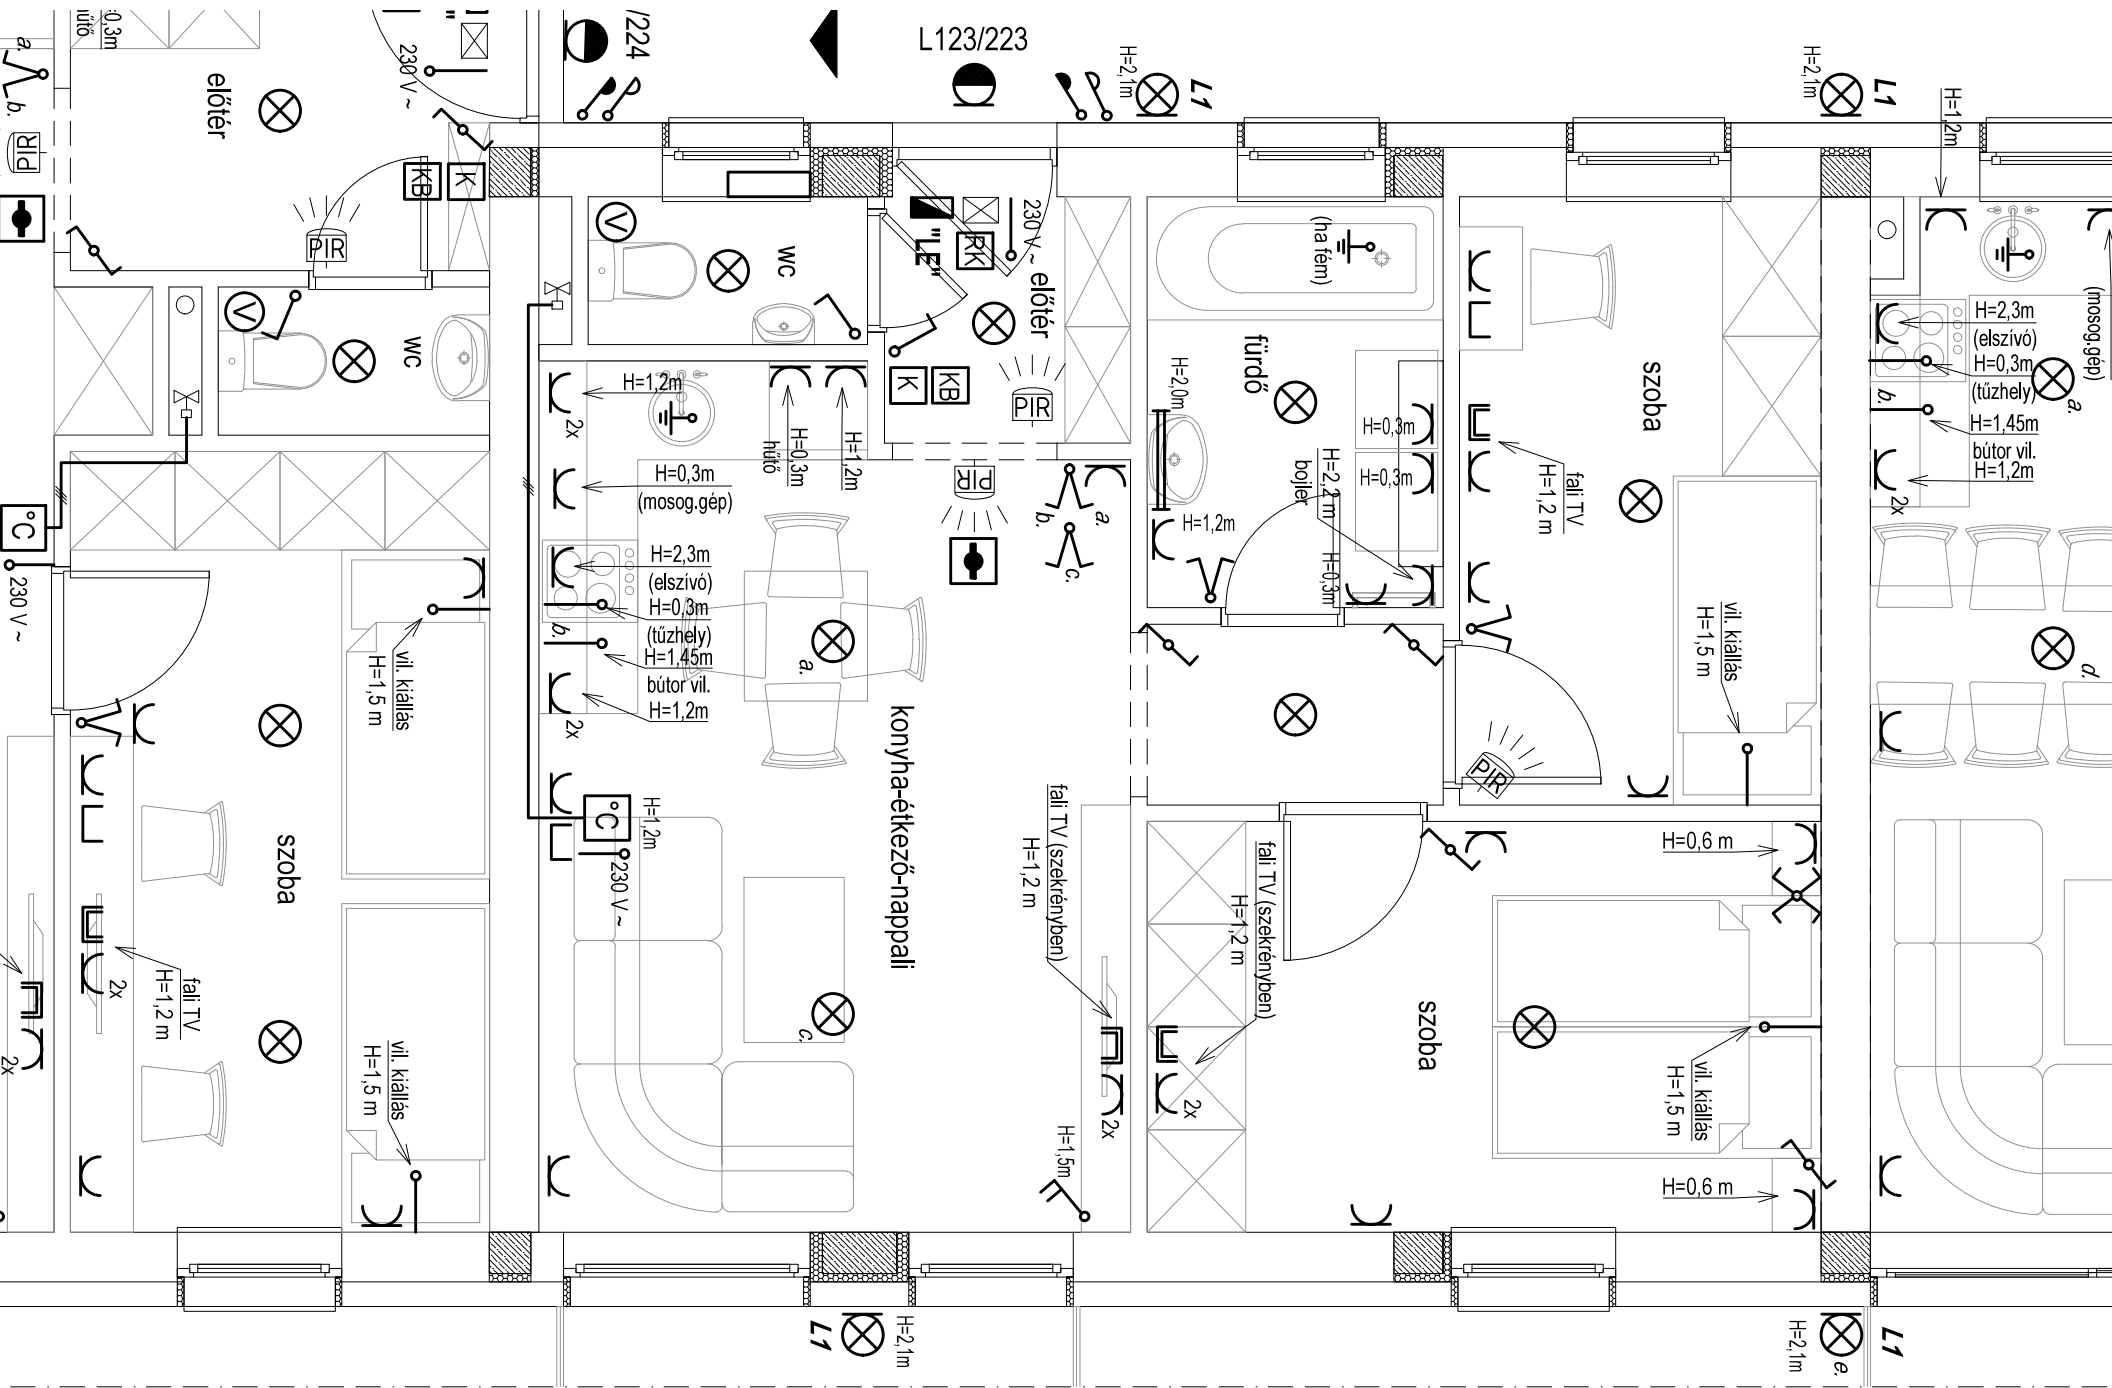 H=0,3m
hűtő
a.
b.
PIR
előtér
230 V ~
"
/224
L123/223
H=2,1m
L1
H=2,1m
L1
H=1,2m
KB
K
PIR
V
wc
°C
230 V ~
V
wc
"LE"
RK
230 V ~
előtér
K
KB
PIR
(ha fém)
fürdő
H=2,0m
H=0,3m
H=0,3m
H=2,2 m
bojler
H=1,2m
H=0,3m
szoba
fali TV
H=1,2 m
vil. kiállás
H=1,5 m
PIR
(mosog.gép)
H=2,3m
(elszívó)
H=0,3m
(tűzhely)
a.
b.
H=1,45m
bútor vil.
H=1,2m
2x
d.
H=1,2m
2x
H=0,3m
hűtő
H=1,2m
H=0,3m
(mosog.gép)
H=2,3m
(elszívó)
H=0,3m
(tűzhely)
b.
H=1,45m
bútor vil.
H=1,2m
2x
a.
PIR
a.
b.
c.
konyha-étkező-nappali
°C
H=1,2m
230 V ~
c.
fali TV (szekrényben)
H=1,2 m
2x
H=1,5m
fali TV (szekrényben)
H=1,2 m
2x
szoba
H=0,6 m
vil. kiállás
H=1,5 m
H=0,6 m
vil. kiállás
H=1,5 m
szoba
2x
fali TV
H=1,2 m
vil. kiállás
H=1,5 m
2x
L1
H=2,1m
H=2,1m
e.
L1